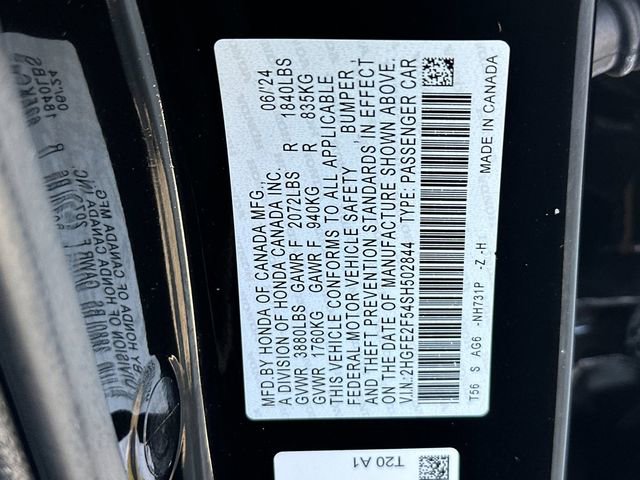 MFD.BY HONDA OF CANADA MFG., 06/'24
A DIVISION OF HONDA CANADA INC.
GVWR 3880LBS GAWR F 2072LBS R 1840LBS
GVWR 1760KG GAWR F 940KG R 835KG
THIS VEHICLE CONFORMS TO ALL APPLICABLE
FEDERAL MOTOR VEHICLE SAFETY , BUMPER ,
AND THEFT PREVENTION STANDARDS IN EFFECT
ON THE DATE OF MANUFACTURE SHOWN ABOVE.
V.I.N: 2HGFE2F54SH502844 TYPE: PASSENGER CAR
T56 S AG6 -NH731P -Z -H MADE IN CANADA
T20 A1